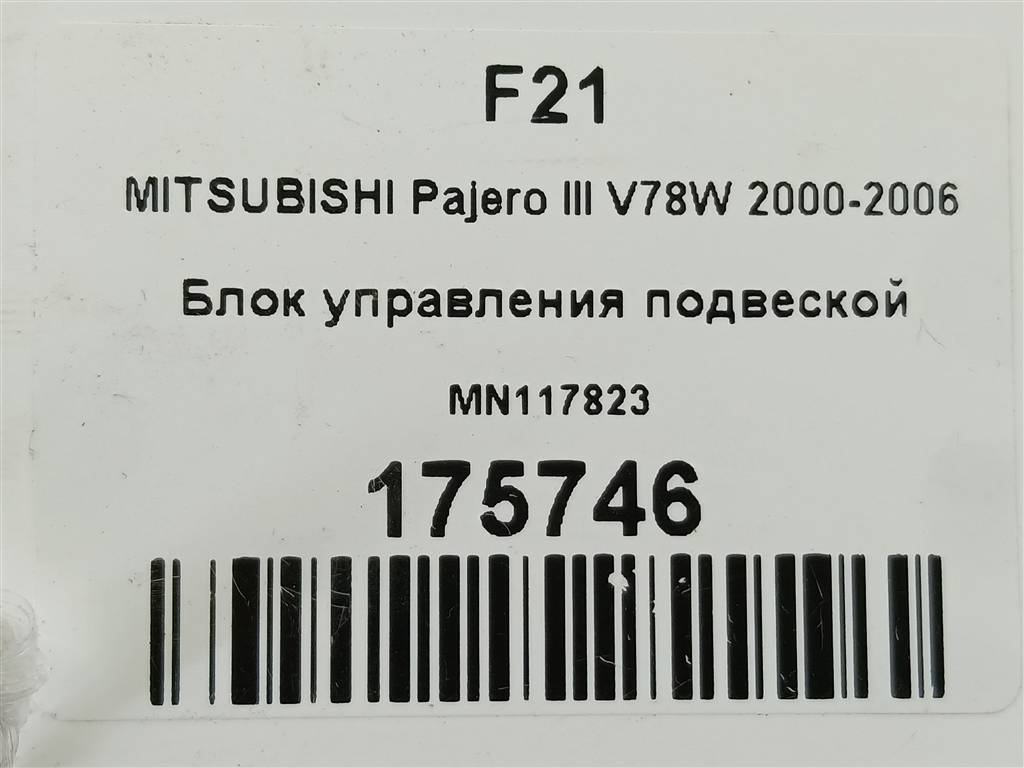 F21
MITSUBISHI Pajero III V78W 2000-2006
Блок управления подвеской
MN117823
175746